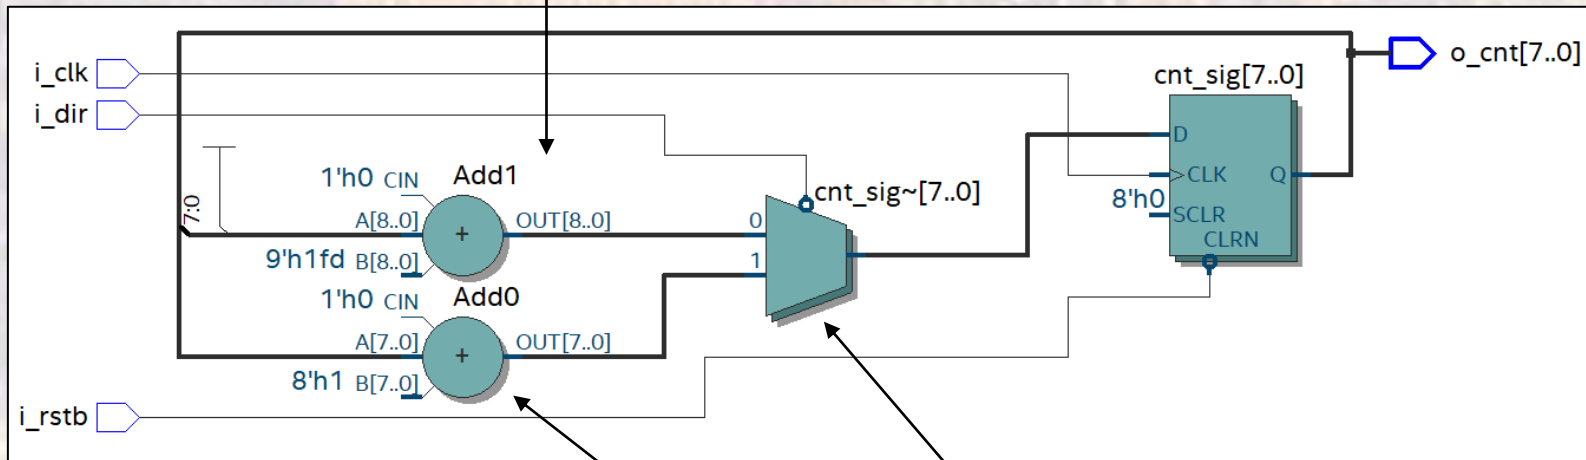 i_clk
i_dir
i_rstb
7:0
1'h0 CIN
Add1
A[8..0]
OUT[8..0]
9'h1fd B[8..0]
1'h0 CIN
Add0
A[7..0]
OUT[7..0]
8'h1 B[7..0]
+
+
0
1
cnt_sig~[7..0]
cnt_sig[7..0]
D
CLK
Q
8'h0
SCLR
CLRN
o_cnt[7..0]